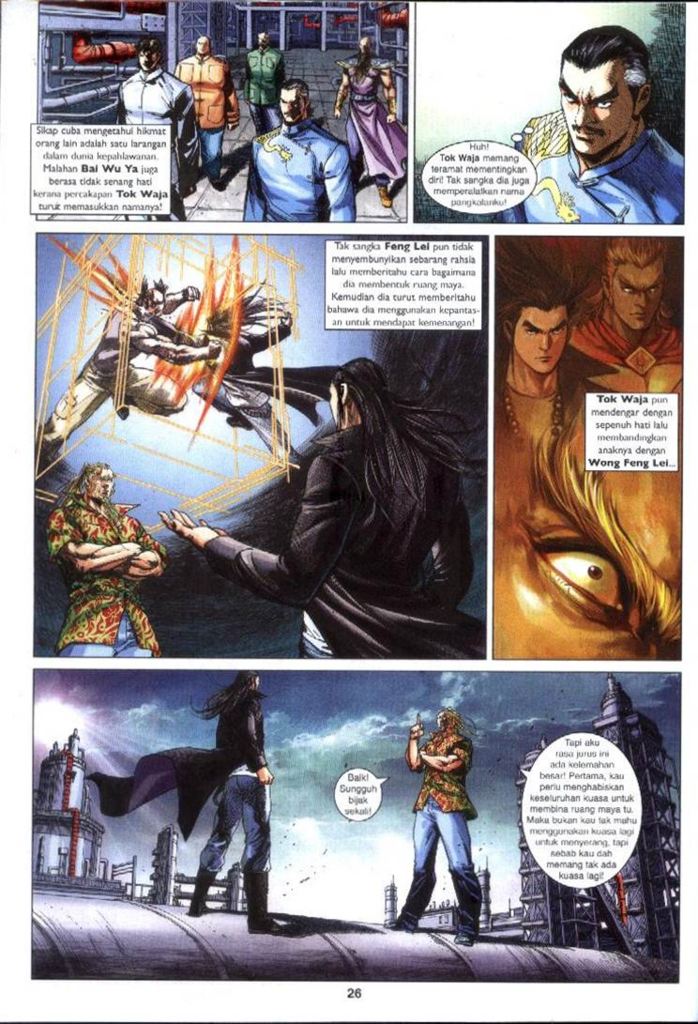 Sikap cuba mengetahui hikmat
orang lain adalah satu larangan
dalam dunia kepahlawanan.
Malahan Bai Wu Ya juga
berasa tidak senang hati
kerana percakapan Tok Waja
turut memasukkan namanya!
Huh!
Tok Waja memang
teramat mementingkan
diri! Tak sangka dia juga
memperalatkan nama
pangkalanku!
Tak sangka Feng Lei pun tidak
menyembunyikan sebarang rahsia
lalu memberitahu cara bagaimana
dia membentuk ruang maya.
Kemudian dia turut memberitahu
bahawa dia menggunakan kepantas-
an untuk mendapat kemenangan!
Tok Waja pun
mendengar dengan
sepenuh hati lalu
membandingkan
anaknya dengan
Wong Feng Lei...
Baik!
Sungguh
bijak
sekali!
Tapi aku
rasa jurus ini
ada kelemahan
besar! Pertama, kau
perlu menghabiskan
keseluruhan kuasa untuk
membina ruang maya tu.
Maka bukan kau tak mahu
menggunakan kuasa lagi
untuk menyerang, tapi
sebab kau dah
memang tak ada
kuasa lagi!
26